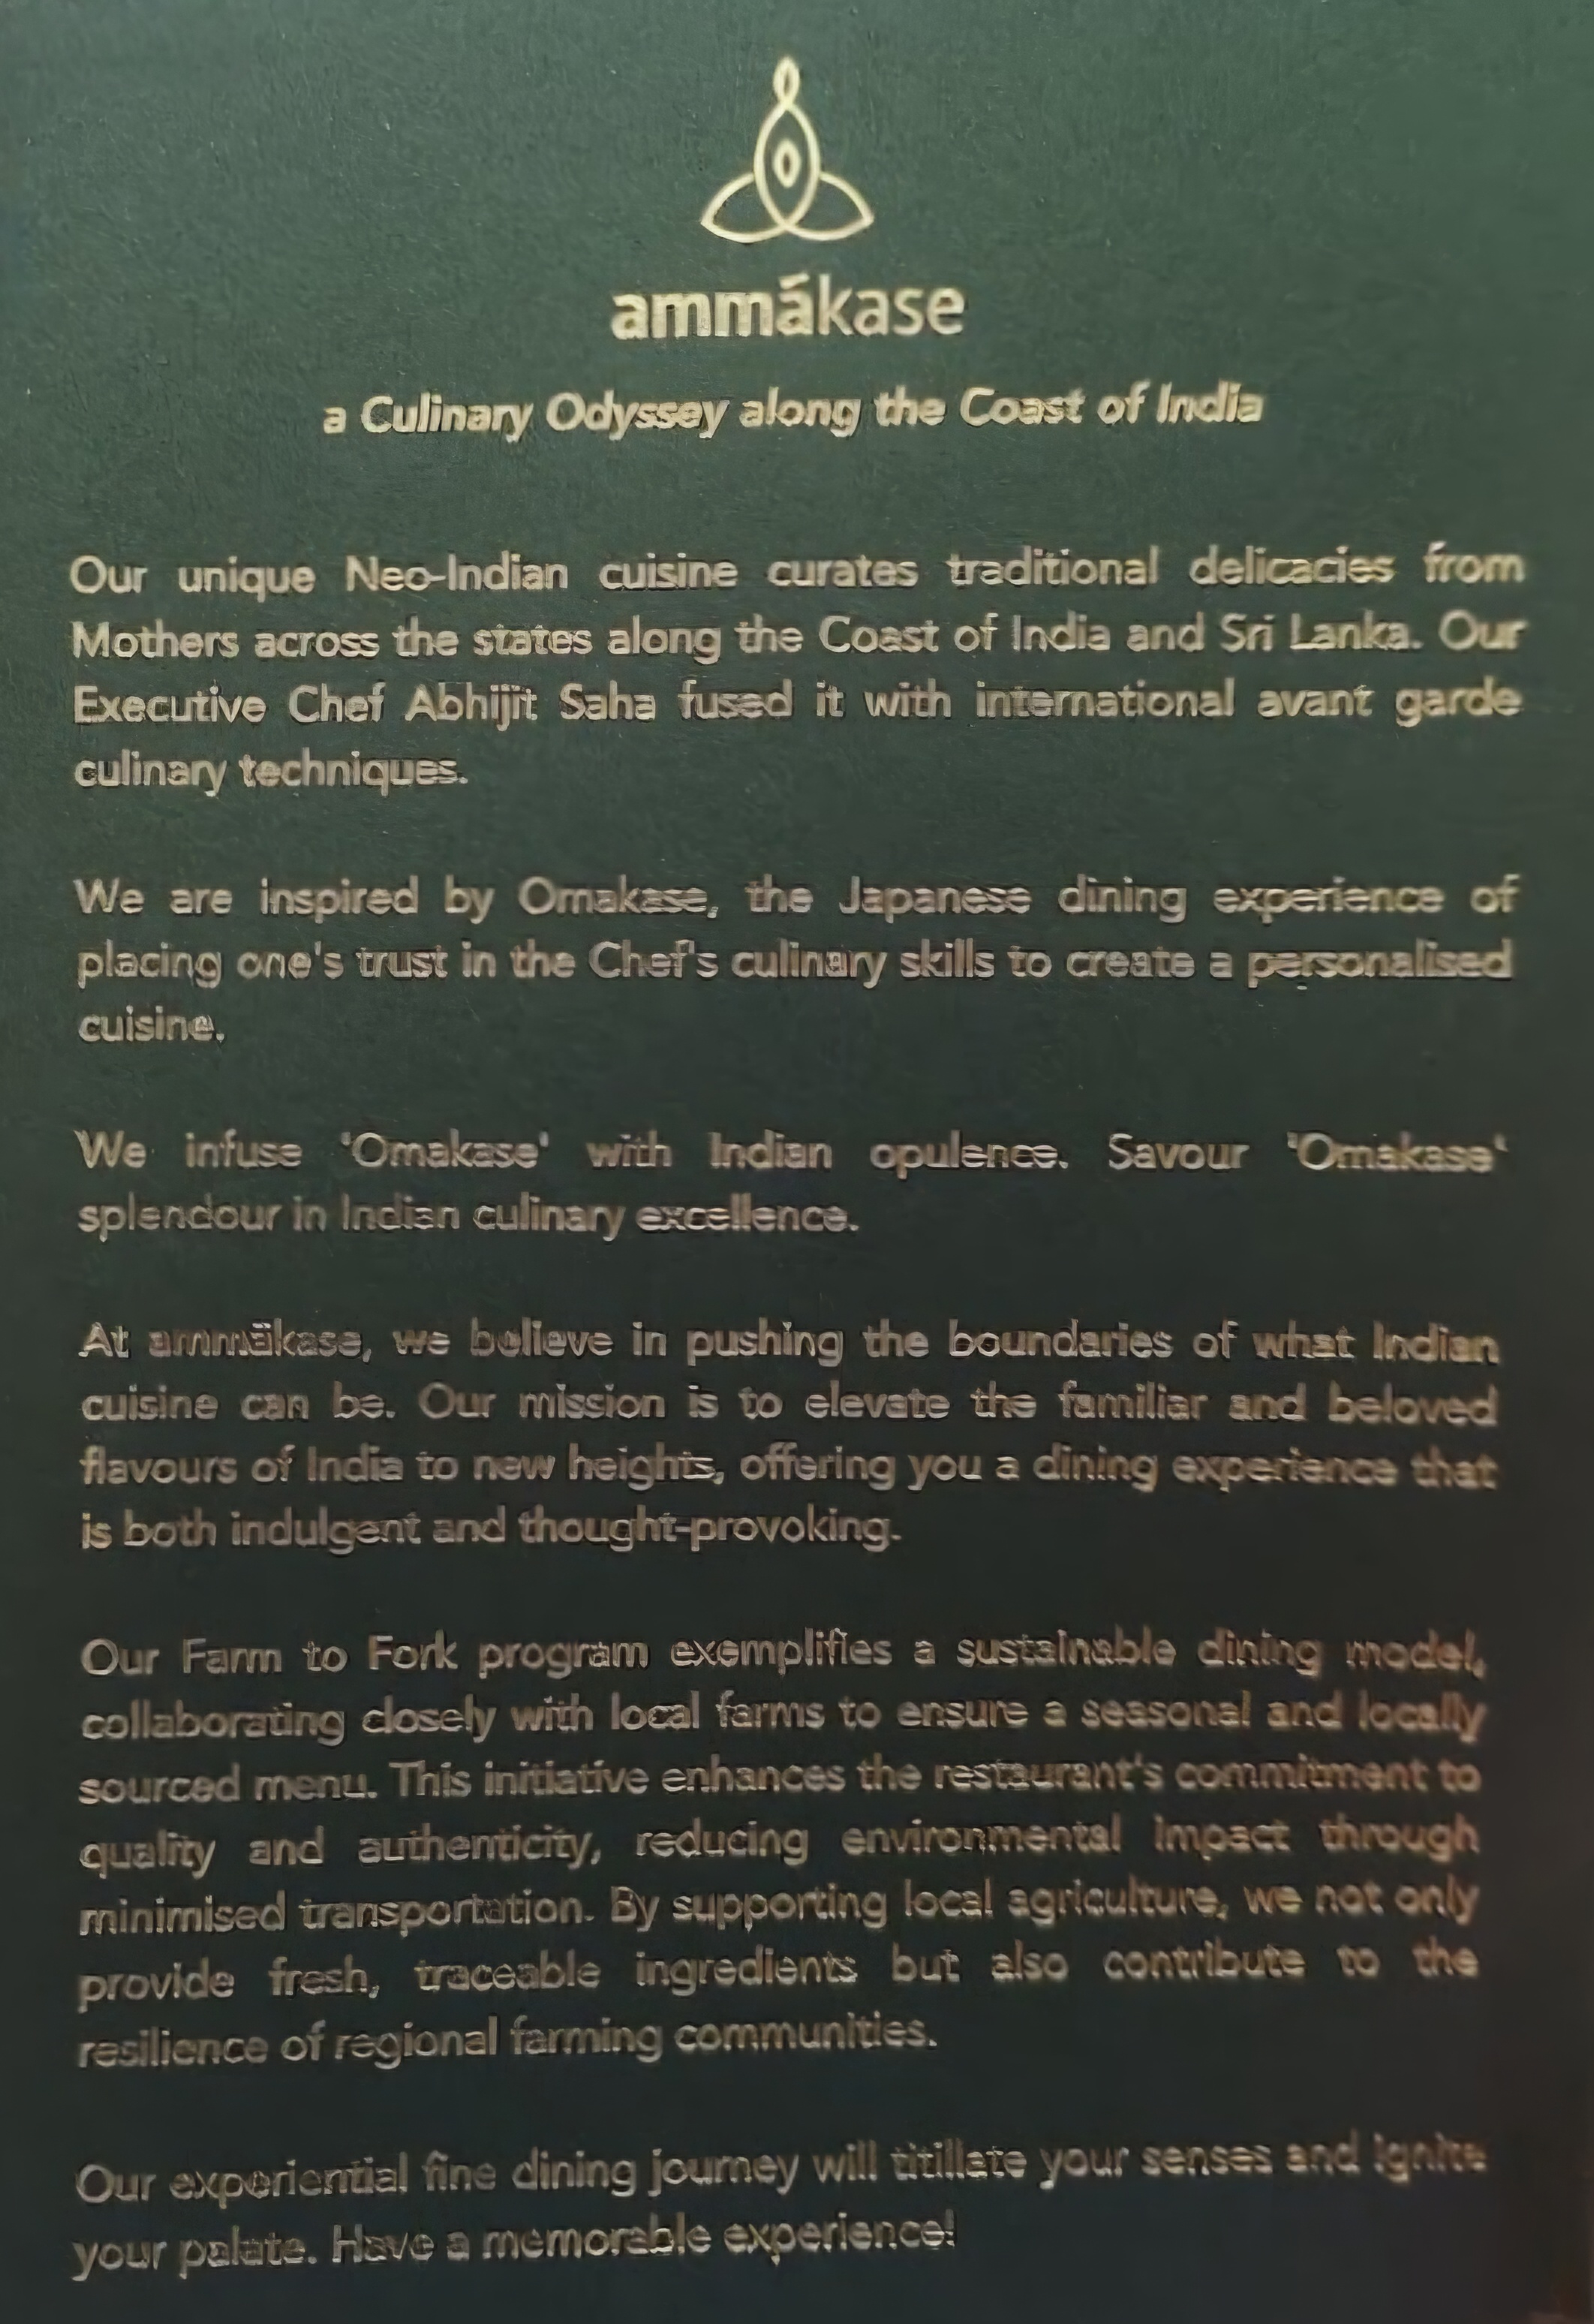 ammákase
a Culinary Odyssey along the Coast of India
Our unique Neo-Indian cuisine curates traditional delicacies from
Mothers across the states along the Coast of India and Sri Lanka. Our
Executive Chef Abhijit Saha fused it with international avant garde
culinary techniques.
We are inspired by Omakase, the Japanese dining experience of
placing one's trust in the Chef's culinary skills to create a personalised
cuisine.
We infuse 'Omakase' with Indian opulence. Savour 'Omakase'
splendour in Indian culinary excellence.
At ammákase, we believe in pushing the boundaries of what Indian
cuisine can be. Our mission is to elevate the familiar and beloved
flavours of India to new heights, offering you a dining experience that
is both indulgent and thought-provoking.
Our Farm to Fork program exemplifies a sustainable dining model,
collaborating closely with local farms to ensure a seasonal and locally
sourced menu. This initiative enhances the restaurant's commitment to
quality and authenticity, reducing environmental impact through
minimised transportation. By supporting local agriculture, we not only
provide fresh, traceable ingredients but also contribute to the
resilience of regional farming communities.
Our experiential fine dining journey will titillate your senses and ignite
your palate. Have a memorable experience!